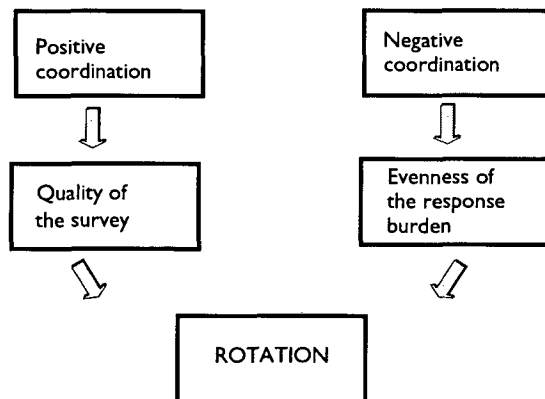 Positive
coordination
Negative
coordination
Quality of
the survey
Evenness of
the response
burden
ROTATION